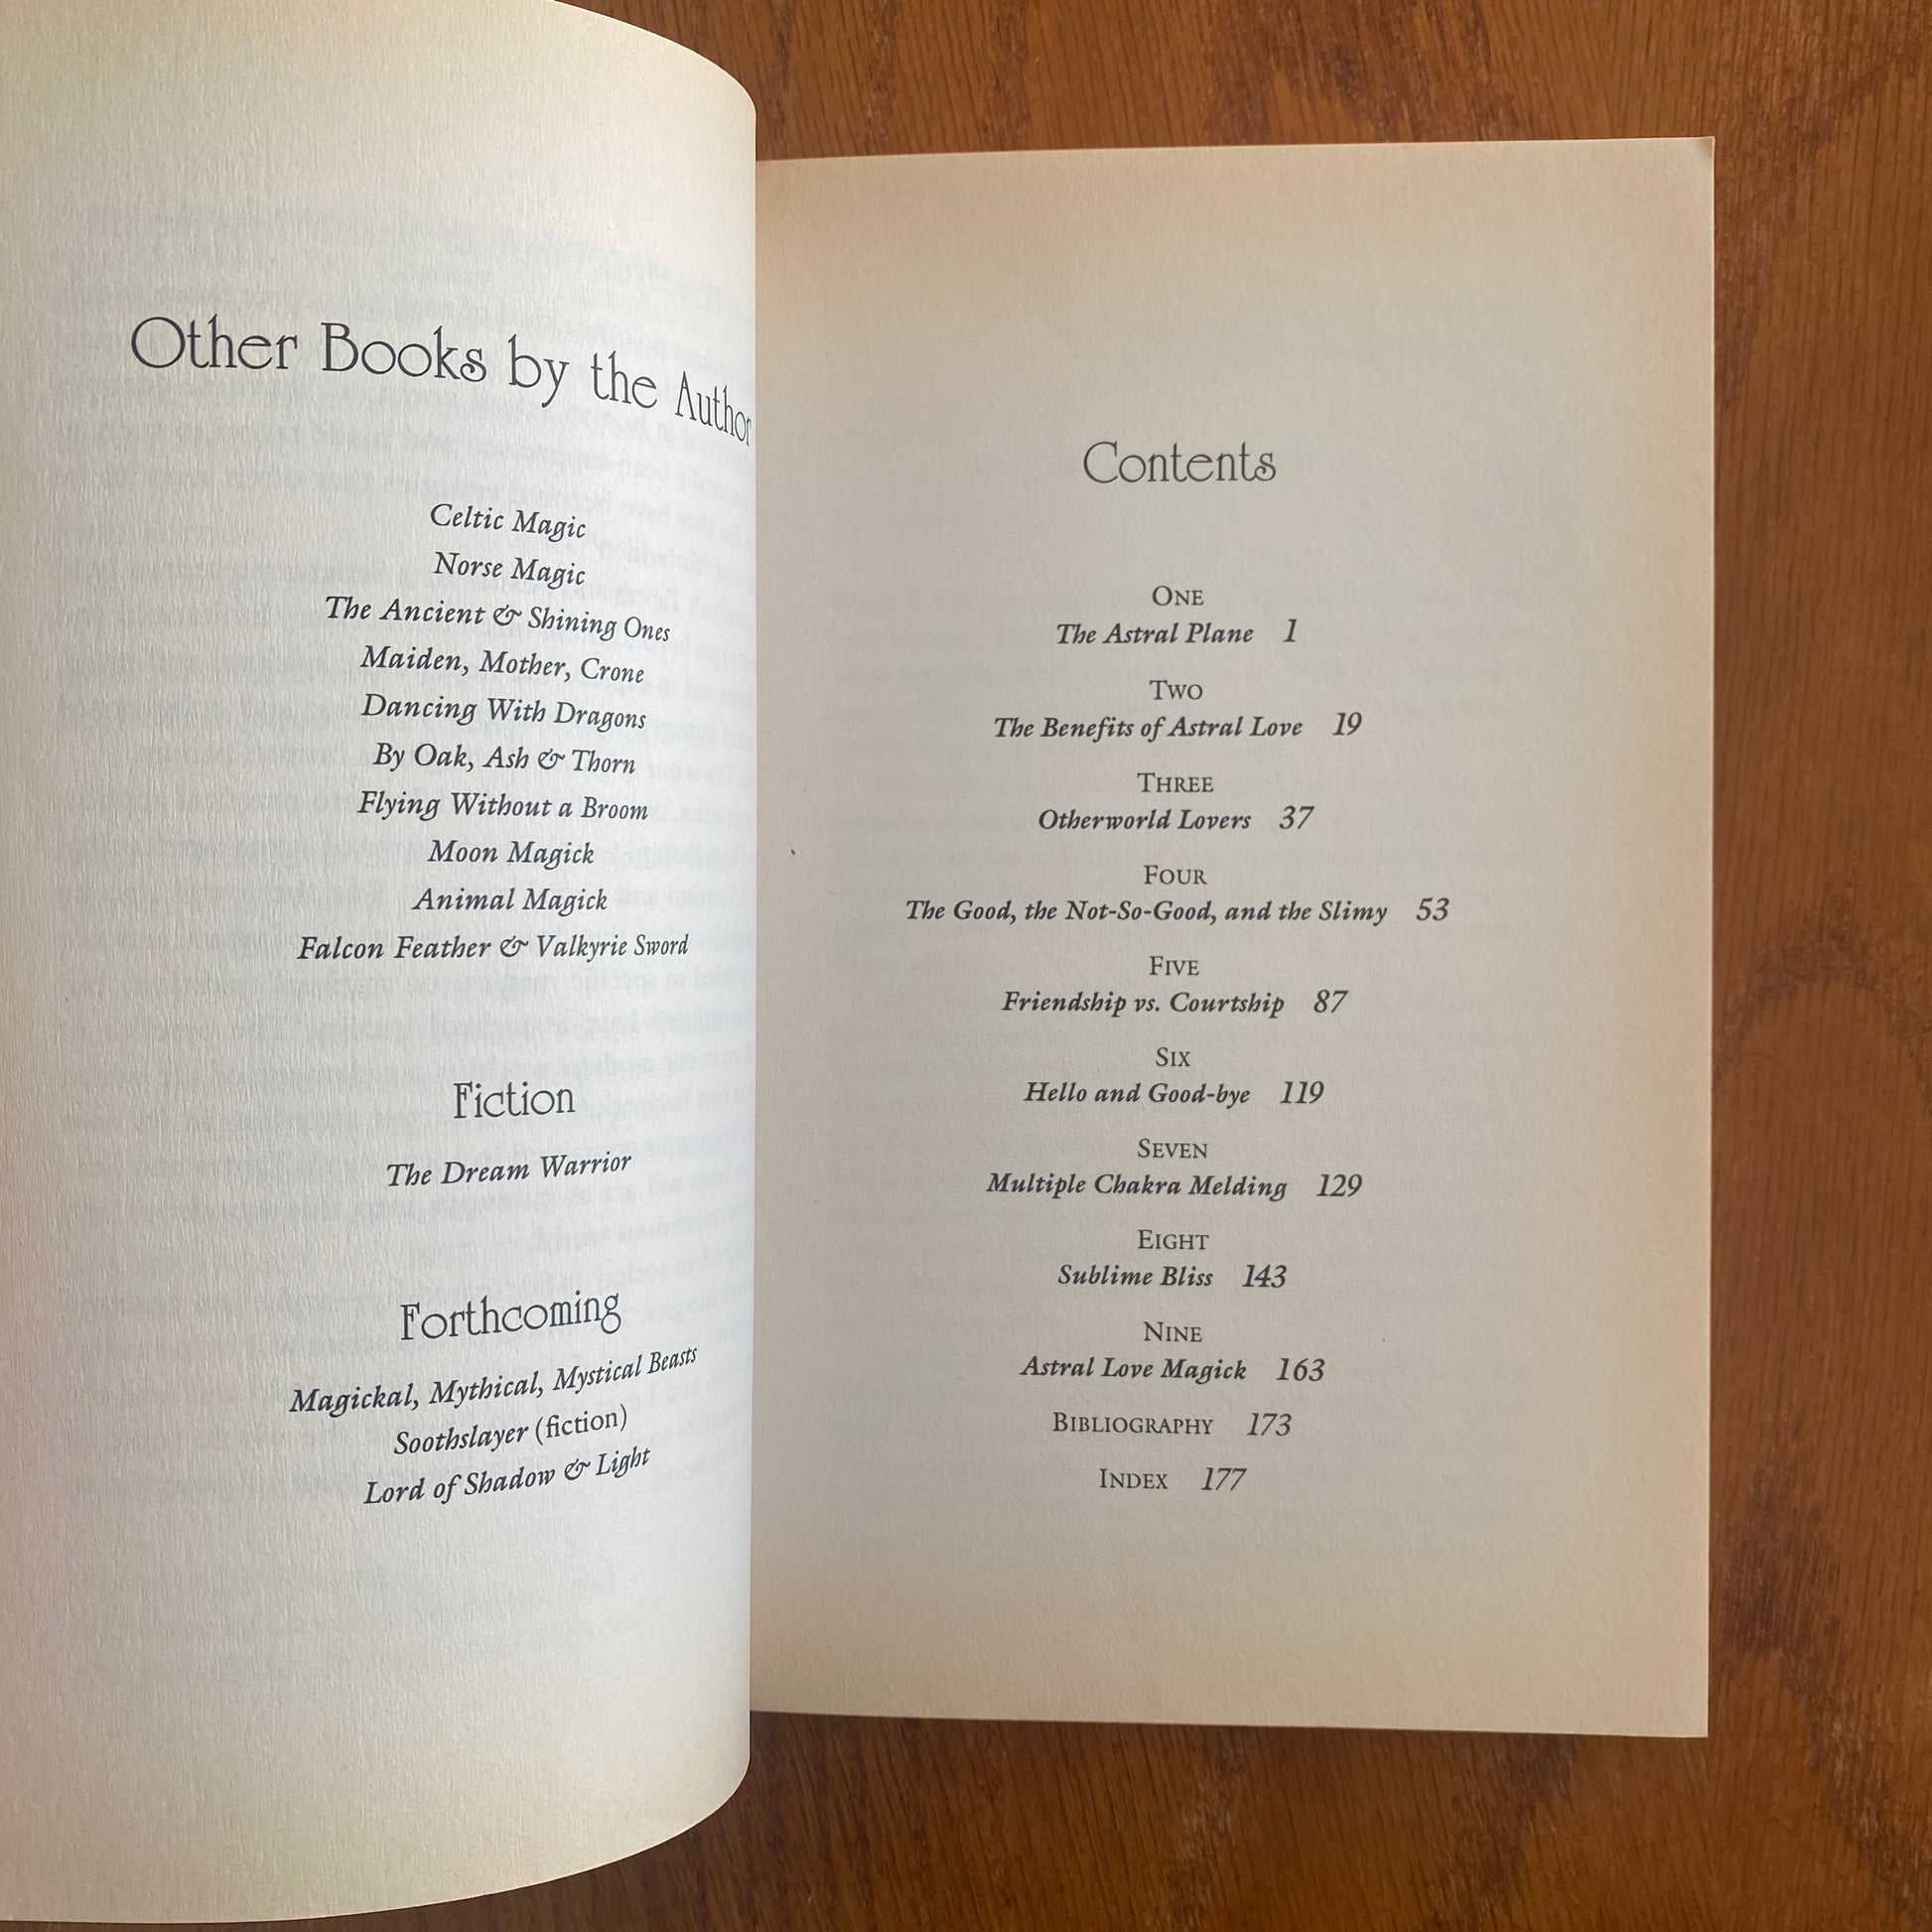 Other Books by the Author
Celtic Magic
Norse Magic
The Ancient & Shining Ones
Maiden, Mother, Crone
Dancing With Dragons
By Oak, Ash & Thorn
Flying Without a Broom
Moon Magick
Animal Magick
Falcon Feather & Valkyrie Sword
Fiction
The Dream Warrior
Forthcoming
Magickal, Mythical, Mystical Beasts
Soothslayer (fiction)
Lord of Shadow & Light
Contents
ONE
The Astral Plane 1
TWO
The Benefits of Astral Love 19
THREE
Otherworld Lovers 37
FOUR
The Good, the Not-So-Good, and the Slimy 53
FIVE
Friendship vs. Courtship 87
SIX
Hello and Good-bye 119
SEVEN
Multiple Chakra Melding 129
EIGHT
Sublime Bliss 143
NINE
Astral Love Magick 163
BIBLIOGRAPHY 173
INDEX 177